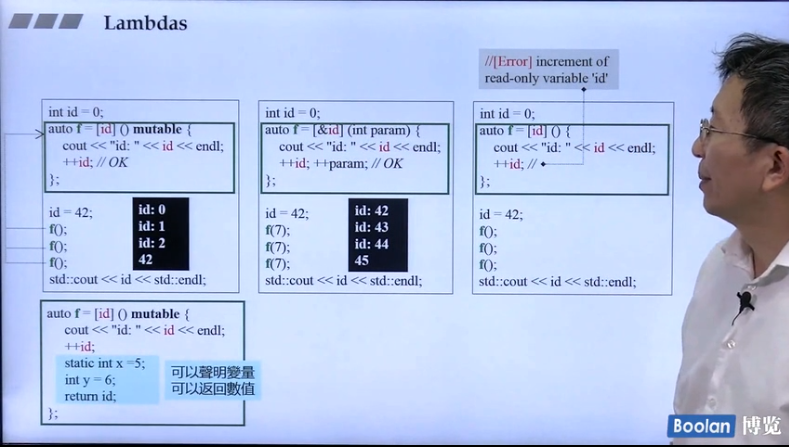 Lambdas
//[Error] increment of
read-only variable 'id'
int id = 0;
auto f = [id] () mutable {
cout << "id: " << id << endl;
++id; // OK
};
id = 42;
f();
f();
f();
std::cout << id << std::endl;
id: 0
id: 1
id: 2
42
int id = 0;
auto f = [&id] (int param) {
cout << "id: " << id << endl;
++id; ++param; // OK
};
id = 42;
f(7);
f(7);
f(7);
std::cout << id << std::endl;
id: 42
id: 43
id: 44
45
int id = 0;
auto f = [id] () {
cout << "id: " << id << endl;
++id; //
};
id = 42;
f();
f();
f();
std::cout << id << std::endl;
auto f = [id] () mutable {
cout << "id: " << id << endl;
++id;
static int x =5;
int y = 6;
return id;
};
可以聲明變量
可以返回數值
Boolan 博览